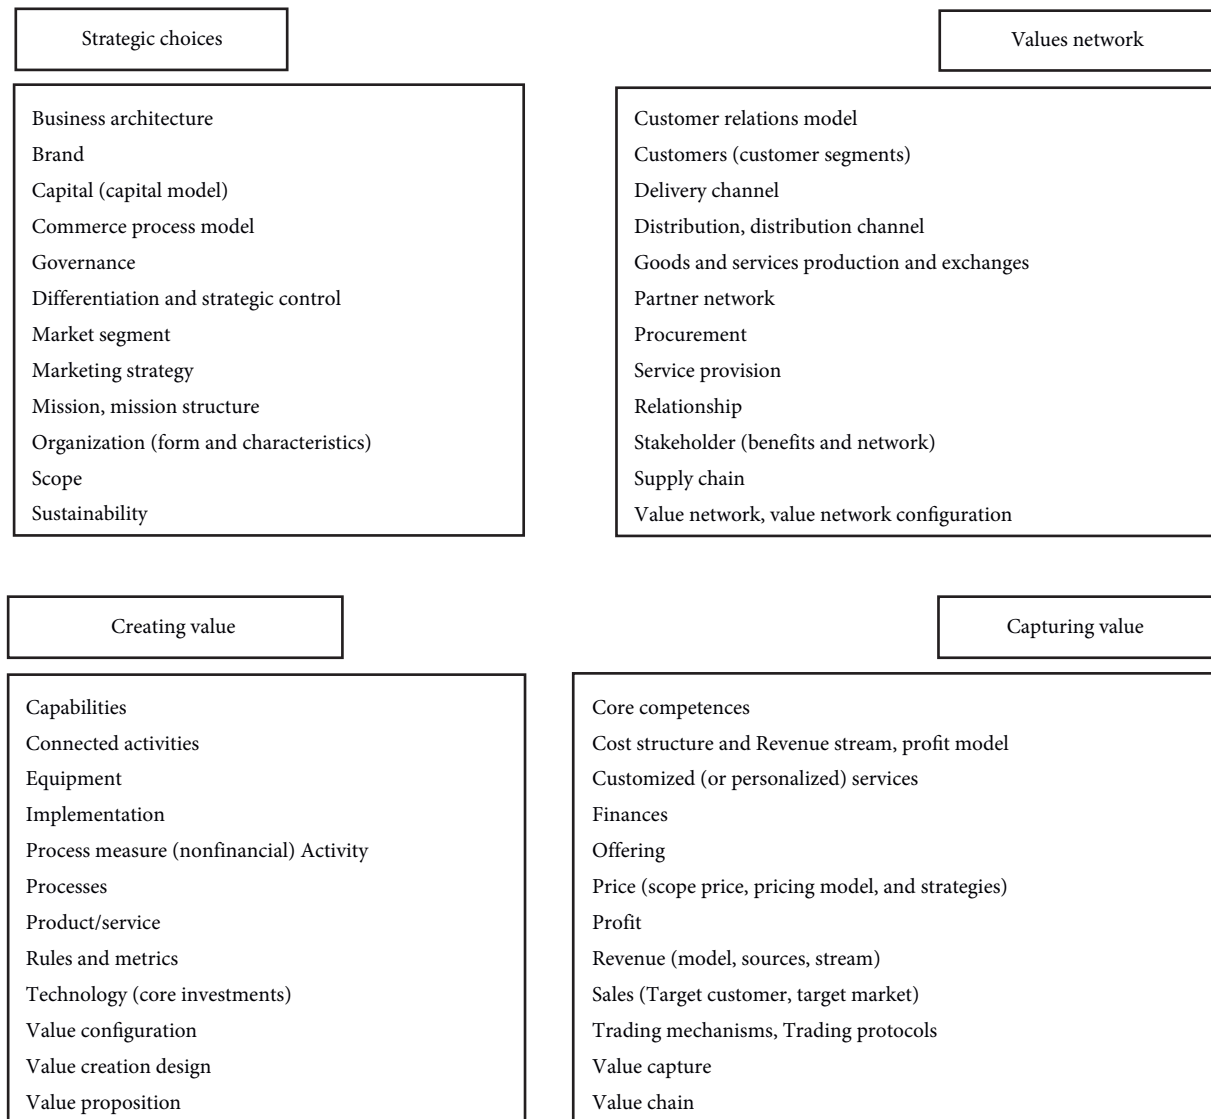 Strategic choices
Business architecture
Brand
Capital (capital model)
Commerce process model
Governance
Differentiation and strategic control
Market segment
Marketing strategy
Mission, mission structure
Organization (form and characteristics)
Scope
Sustainability
Values network
Customer relations model
Customers (customer segments)
Delivery channel
Distribution, distribution channel
Goods and services production and exchanges
Partner network
Procurement
Service provision
Relationship
Stakeholder (benefits and network)
Supply chain
Value network, value network configuration
Creating value
Capabilities
Connected activities
Equipment
Implementation
Process measure (nonfinancial) Activity
Processes
Product/service
Rules and metrics
Technology (core investments)
Value configuration
Value creation design
Value proposition
Capturing value
Core competences
Cost structure and Revenue stream, profit model
Customized (or personalized) services
Finances
Offering
Price (scope price, pricing model, and strategies)
Profit
Revenue (model, sources, stream)
Sales (Target customer, target market)
Trading mechanisms, Trading protocols
Value capture
Value chain